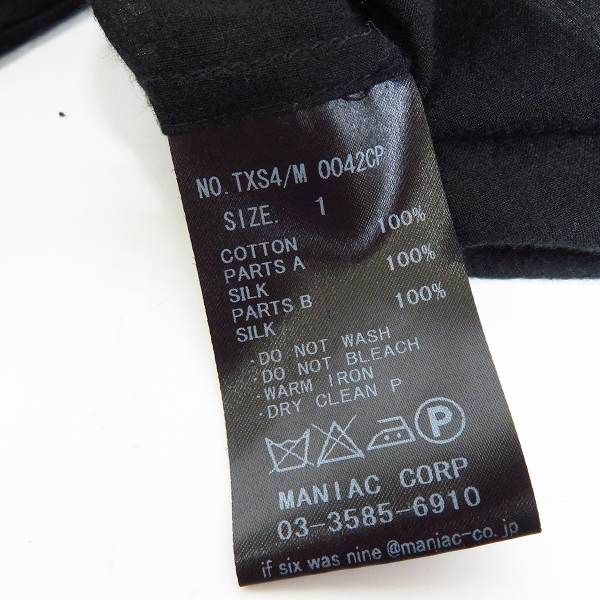 NO. TXS4/M 0042CP
SIZE. 1
COTTON 100%
PARTS A
SILK 100%
PARTS B
SILK 100%
・DO NOT WASH
・DO NOT BLEACH
・WARM IRON
・DRY CLEAN P
P
MANIAC CORP
03-3585-6910
if six was nine @maniac-co.jp